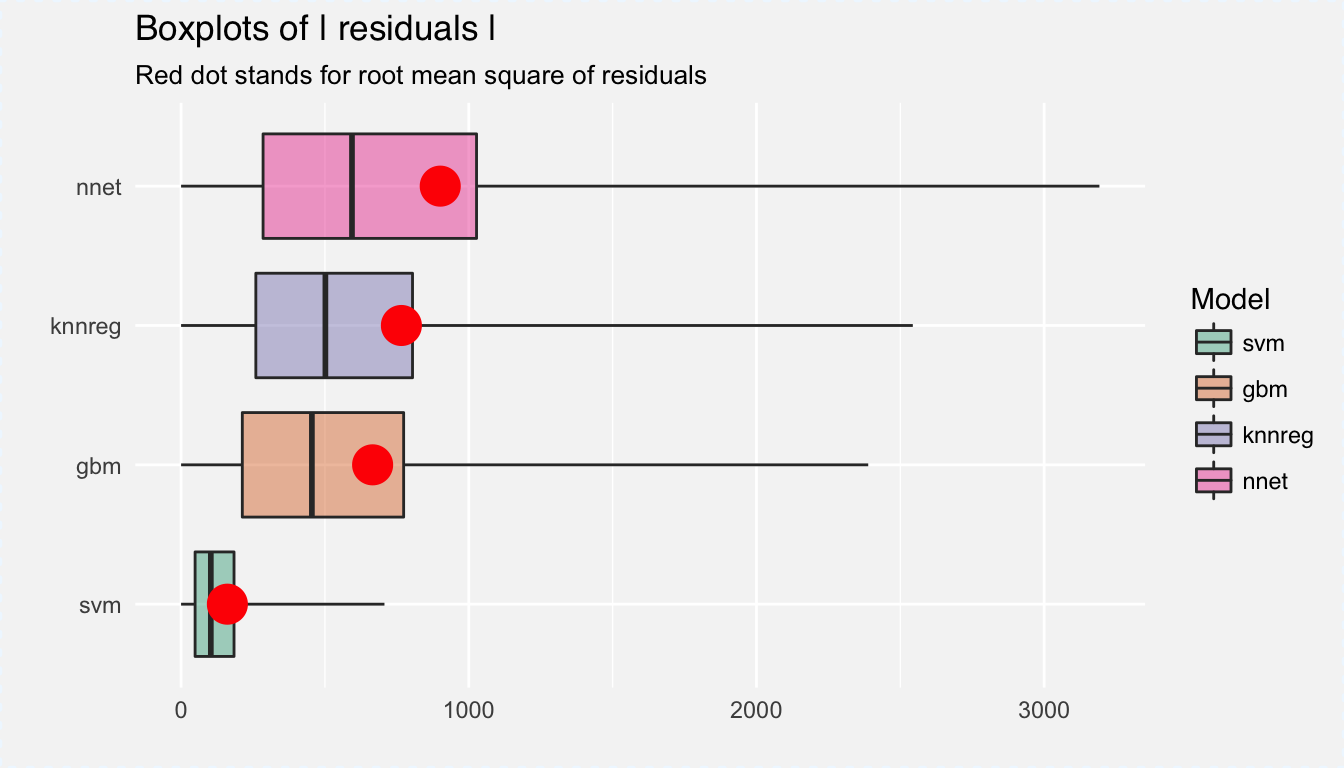 Boxplots of | residuals |
Red dot stands for root mean square of residuals
nnet
knnreg
gbm
svm
0 1000 2000 3000
Model
svm
gbm
knnreg
nnet